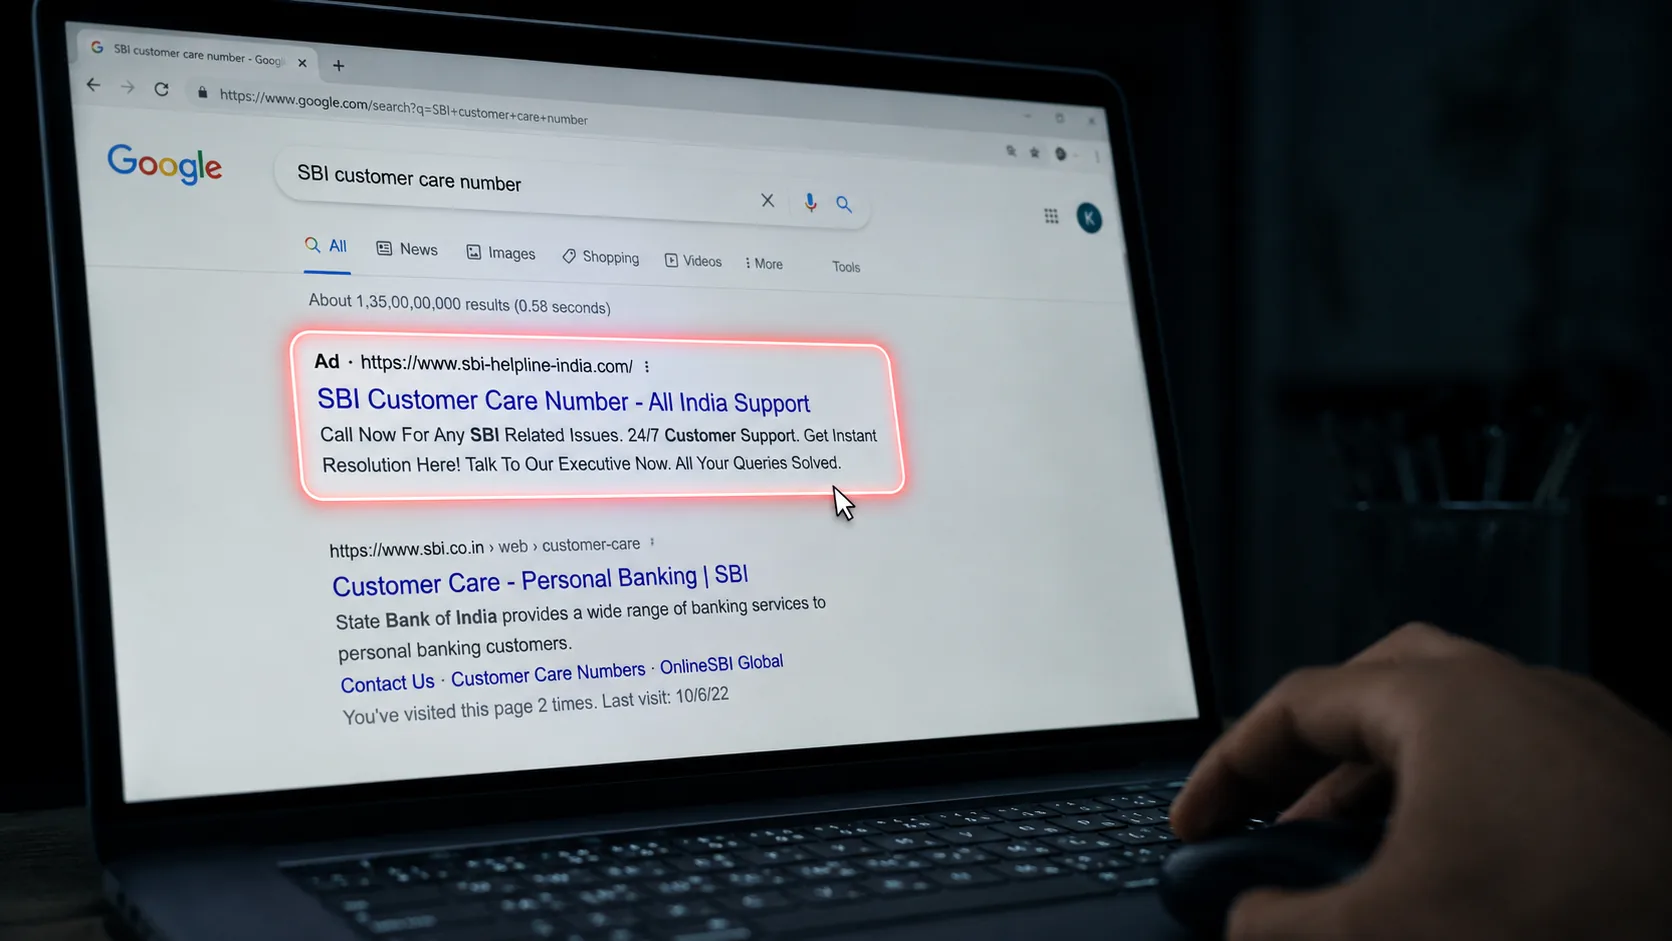 SBI customer care number - Goog
https://www.google.com/search?q=SBI+customer+care+number
Google
SBI customer care number
K
All News Images Shopping Videos More Tools
About 1,35,00,00,000 results (0.58 seconds)
Ad · https://www.sbi-helpline-india.com/
SBI Customer Care Number - All India Support
Call Now For Any SBI Related Issues. 24/7 Customer Support. Get Instant
Resolution Here! Talk To Our Executive Now. All Your Queries Solved.
https://www.sbi.co.in › web › customer-care
Customer Care - Personal Banking | SBI
State Bank of India provides a wide range of banking services to
personal banking customers.
Contact Us · Customer Care Numbers · OnlineSBI Global
You've visited this page 2 times. Last visit: 10/6/22